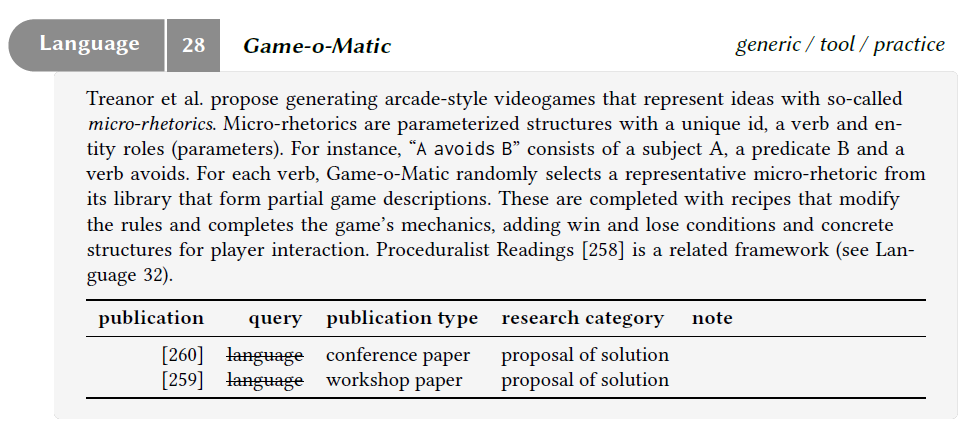 Language 28 Game-o-Matic generic / tool / practice
Treanor et al. propose generating arcade-style videogames that represent ideas with so-called
micro-rhetorics. Micro-rhetorics are parameterized structures with a unique id, a verb and en-
tity roles (parameters). For instance, “A avoids B” consists of a subject A, a predicate B and a
verb avoids. For each verb, Game-o-Matic randomly selects a representative micro-rhetoric from
its library that form partial game descriptions. These are completed with recipes that modify
the rules and completes the game’s mechanics, adding win and lose conditions and concrete
structures for player interaction. Proceduralist Readings [258] is a related framework (see Lan-
guage 32).
publication query publication type research category note
[260] language conference paper proposal of solution
[259] language workshop paper proposal of solution